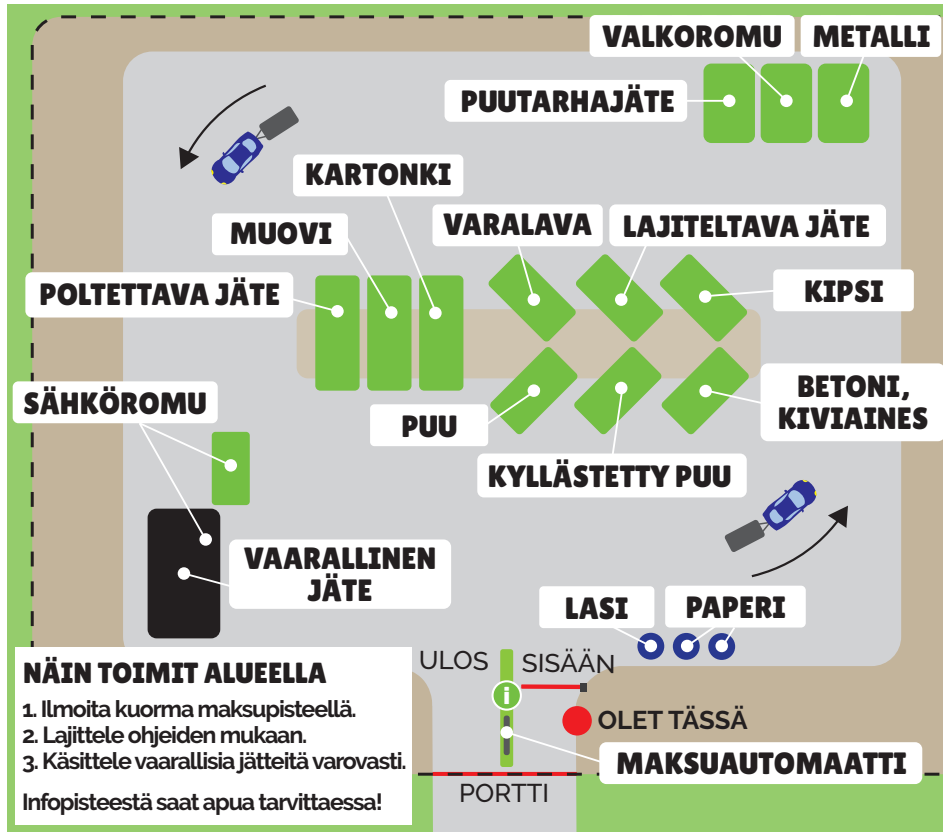 VALKOROMU
METALLI
PUUTARHAJÄTE
KARTONKI
MUOVI
VARALAVA
LAJITELTAVA JÄTE
POLTETTAVA JÄTE
KIPSI
SÄHKÖROMU
PUU
BETONI,
KIVIAINES
KYLLÄSTETTY PUU
VAARALLINEN
JÄTE
LASI
PAPERI
ULOS
SISÄÄN
i
OLET TÄSSÄ
MAKSUAUTOMAATTI
PORTTI
NÄIN TOIMIT ALUEELLA
1. Ilmoita kuorma maksupisteellä.
2. Lajittele ohjeiden mukaan.
3. Käsittele vaarallisia jätteitä varovasti.
Infopisteestä saat apua tarvittaessa!